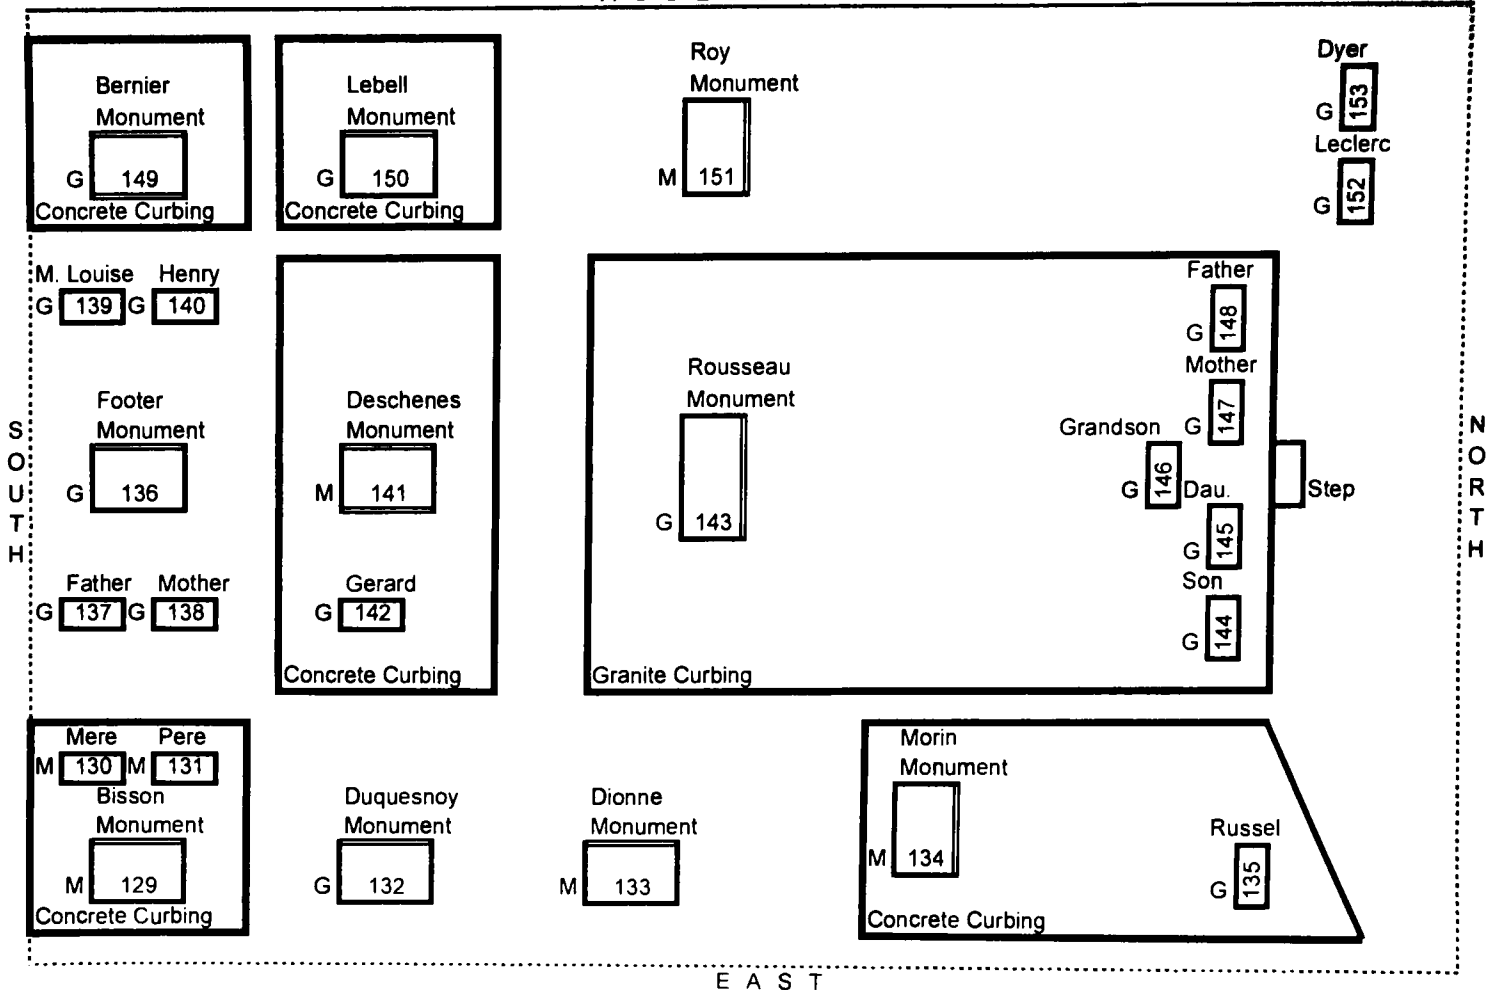 Bernier
Monument
G 149
Concrete Curbing
Lebell
Monument
G 150
Concrete Curbing
Roy
Monument
M 151
Dyer
G 153
Leclerc
G 152
M. Louise Henry
G 139 G 140
Footer
Monument
G 136
Father Mother
G 137 G 138
Deschenes
Monument
M 141
Gerard
G 142
Concrete Curbing
Rousseau
Monument
G 143
Granite Curbing
Father
G 148
Mother
G 147
Grandson
G 146
Dau.
G 145
Son
G 144
Step
SOUTH
NORTH
Mere Pere
M 130 M 131
Bisson
Monument
M 129
Concrete Curbing
Duquesnoy
Monument
G 132
Dionne
Monument
M 133
Morin
Monument
M 134
Concrete Curbing
Russel
G 135
EAST